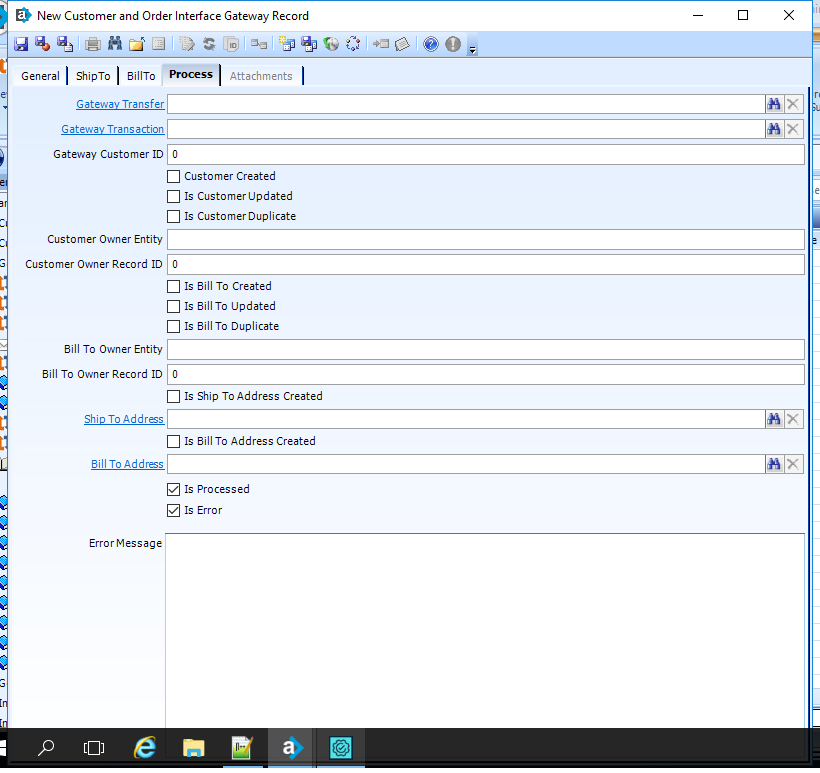 New Customer and Order Interface Gateway Record
General ShipTo BillTo Process Attachments
Gateway Transfer
Gateway Transaction
Gateway Customer ID 0
Customer Created
Is Customer Updated
Is Customer Duplicate
Customer Owner Entity
Customer Owner Record ID 0
Is Bill To Created
Is Bill To Updated
Is Bill To Duplicate
Bill To Owner Entity
Bill To Owner Record ID 0
Is Ship To Address Created
Ship To Address
Is Bill To Address Created
Bill To Address
Is Processed
Is Error
Error Message